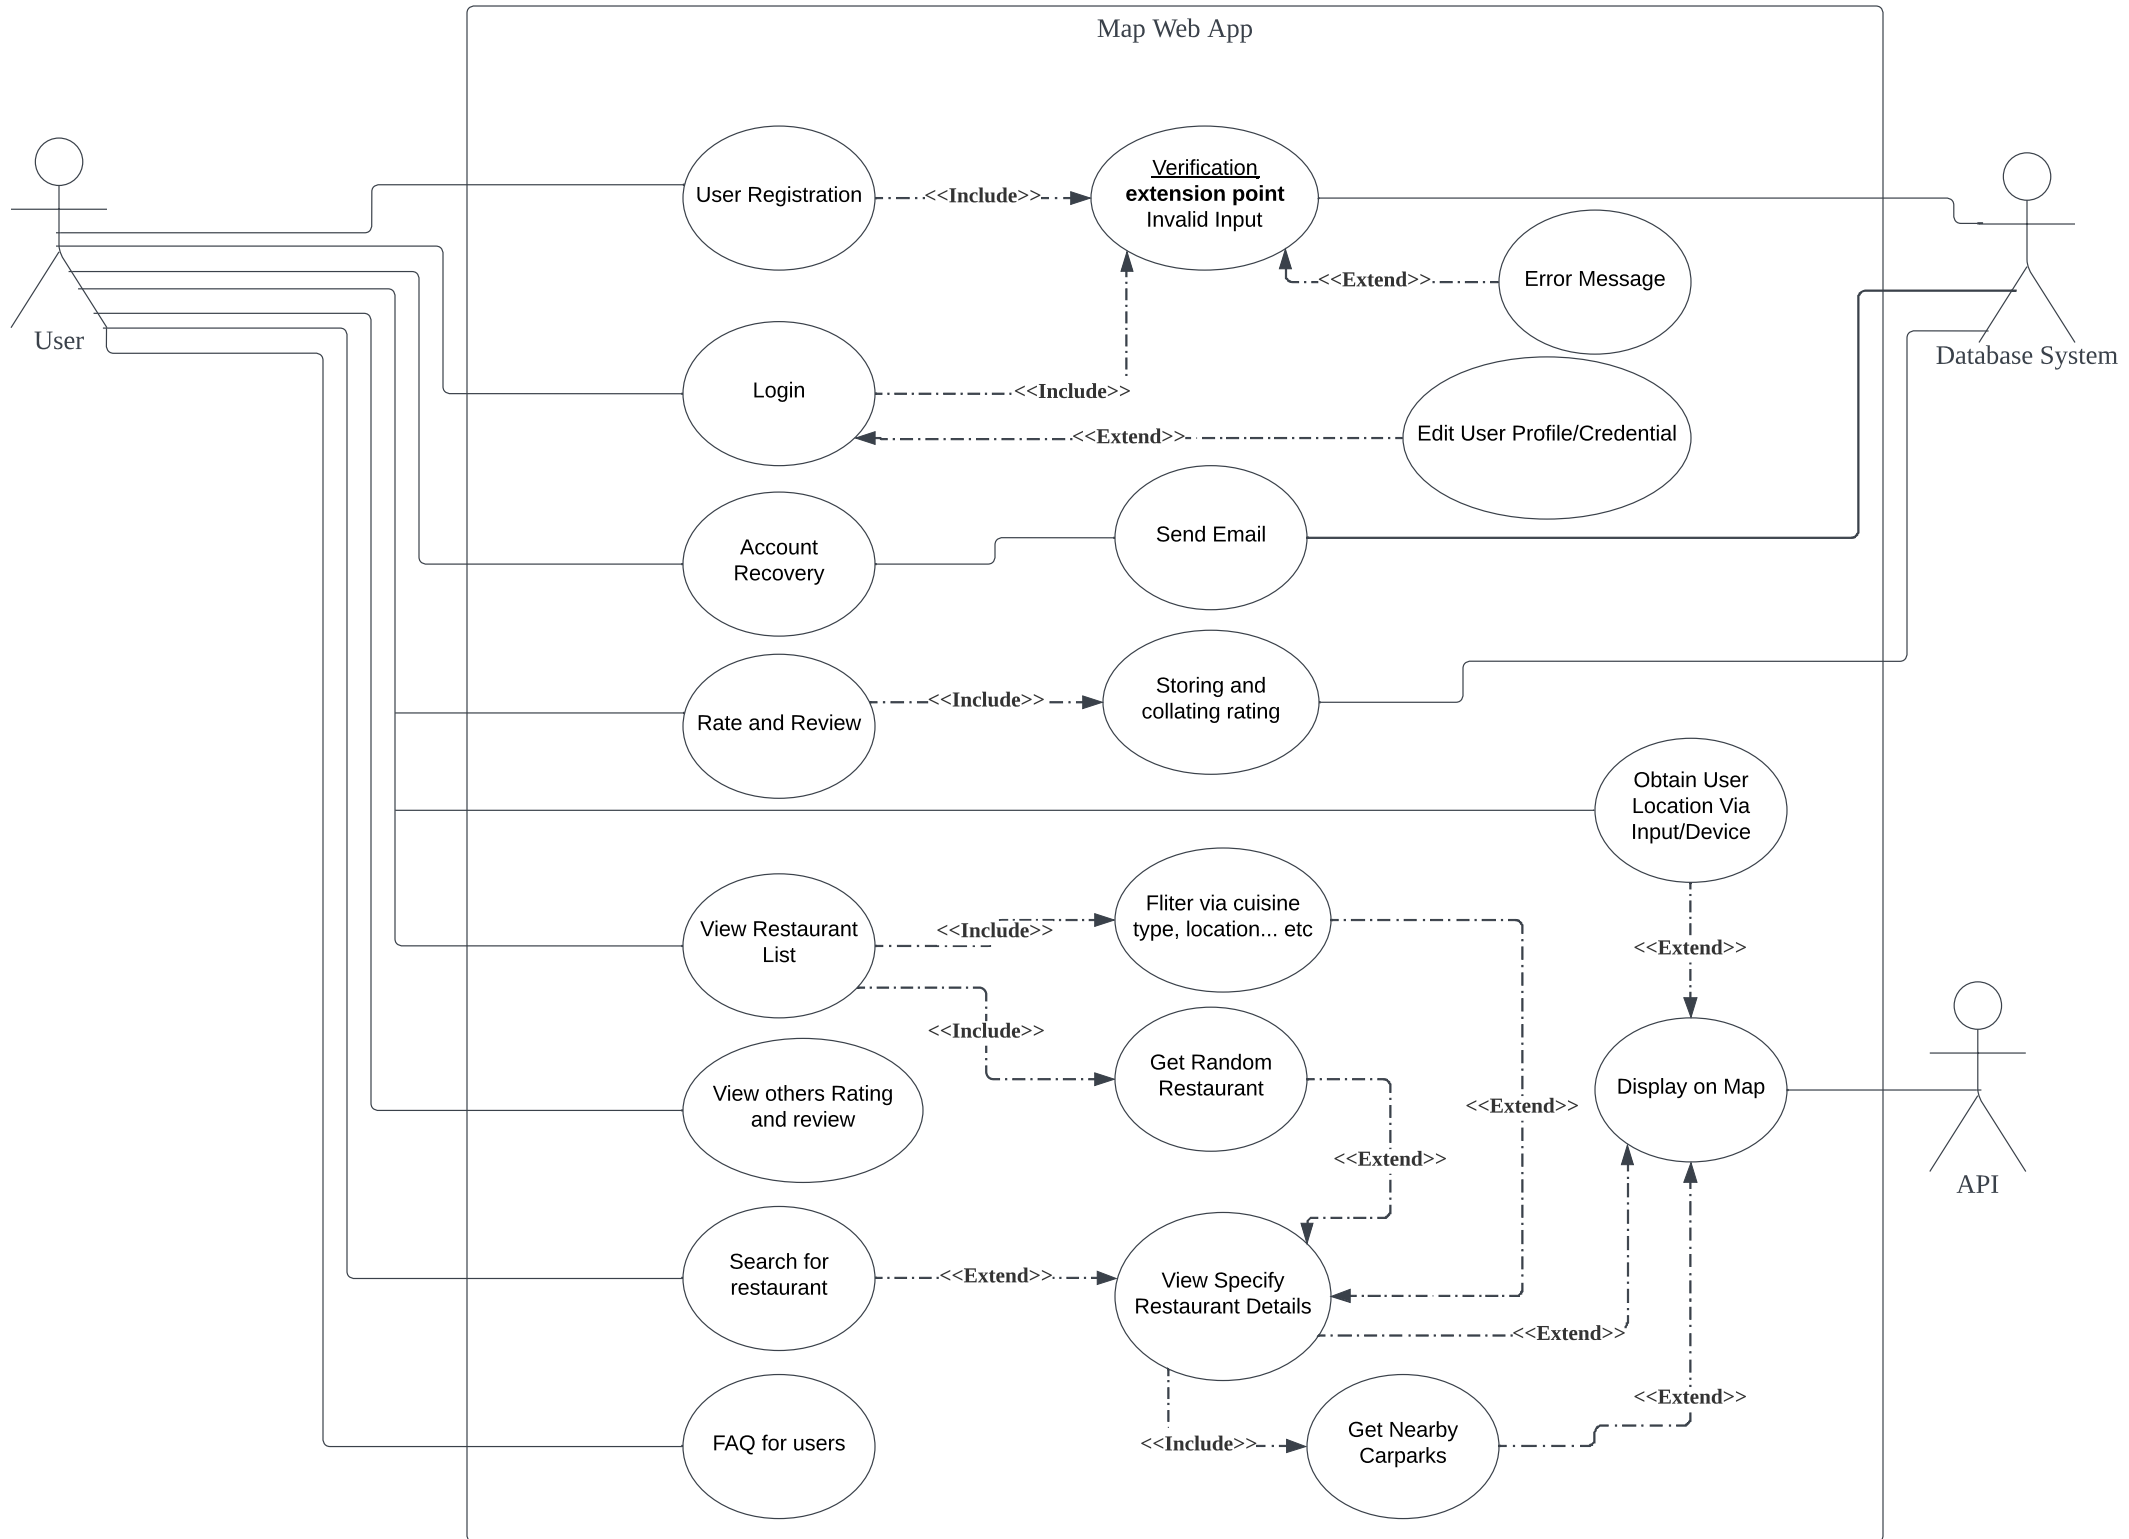 Map Web App
User Registration
<<Include>>
Verification
extension point
Invalid Input
<<Extend>>
Error Message
User
Database System
Login
<<Include>>
<<Extend>>
Edit User Profile/Credential
Account
Recovery
Send Email
Rate and Review
<<Include>>
Storing and
collating rating
Obtain User
Location Via
Input/Device
View Restaurant
List
<<Include>>
Fliter via cuisine
type, location... etc
<<Extend>>
<<Include>>
Get Random
Restaurant
<<Extend>>
<<Extend>>
Display on Map
API
View others Rating
and review
Search for
restaurant
<<Extend>>
View Specify
Restaurant Details
<<Extend>>
<<Extend>>
FAQ for users
<<Include>>
Get Nearby
Carparks